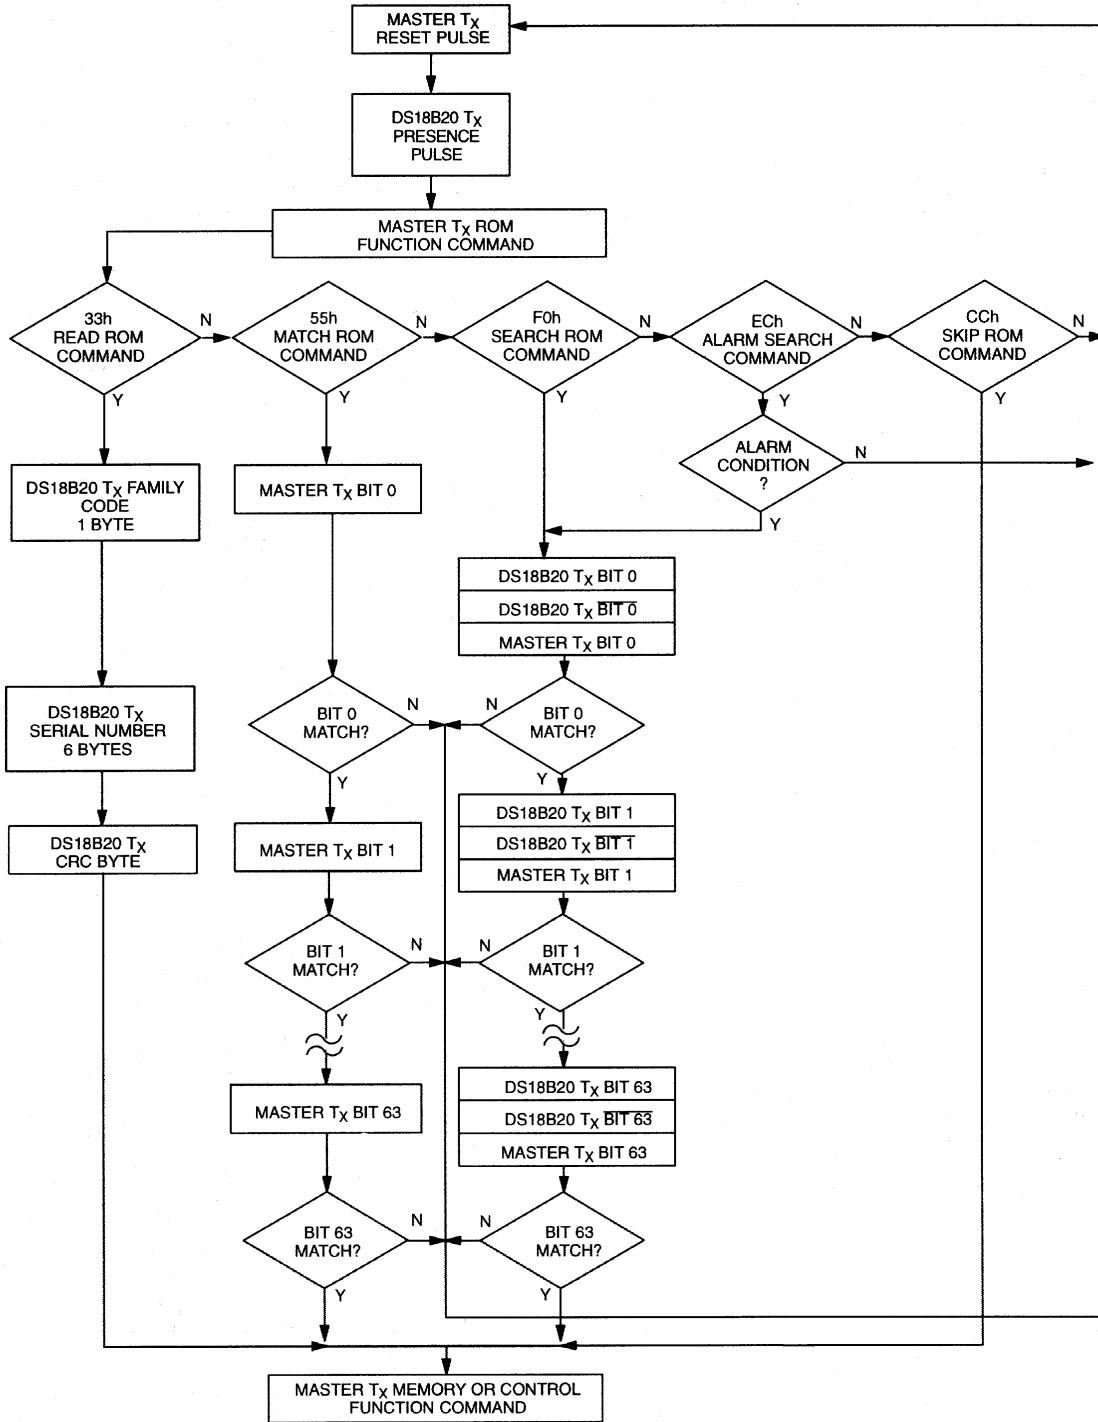 MASTER TX
RESET PULSE
DS18B20 TX
PRESENCE
PULSE
MASTER TX ROM
FUNCTION COMMAND
33h
READ ROM
COMMAND
N
55h
MATCH ROM
COMMAND
N
F0h
SEARCH ROM
COMMAND
N
ECh
ALARM SEARCH
COMMAND
N
CCh
SKIP ROM
COMMAND
N
Y
Y
Y
Y
Y
ALARM
CONDITION
?
N
Y
DS18B20 TX FAMILY
CODE
1 BYTE
MASTER TX BIT 0
DS18B20 TX BIT 0
DS18B20 TX BIT 0
MASTER TX BIT 0
DS18B20 TX
SERIAL NUMBER
6 BYTES
BIT 0
MATCH?
N
N
BIT 0
MATCH?
Y
Y
DS18B20 TX
CRC BYTE
MASTER TX BIT 1
DS18B20 TX BIT 1
DS18B20 TX BIT 1
MASTER TX BIT 1
BIT 1
MATCH?
N
N
BIT 1
MATCH?
Y
Y
MASTER TX BIT 63
DS18B20 TX BIT 63
DS18B20 TX BIT 63
MASTER TX BIT 63
BIT 63
MATCH?
N
N
BIT 63
MATCH?
Y
Y
MASTER TX MEMORY OR CONTROL
FUNCTION COMMAND